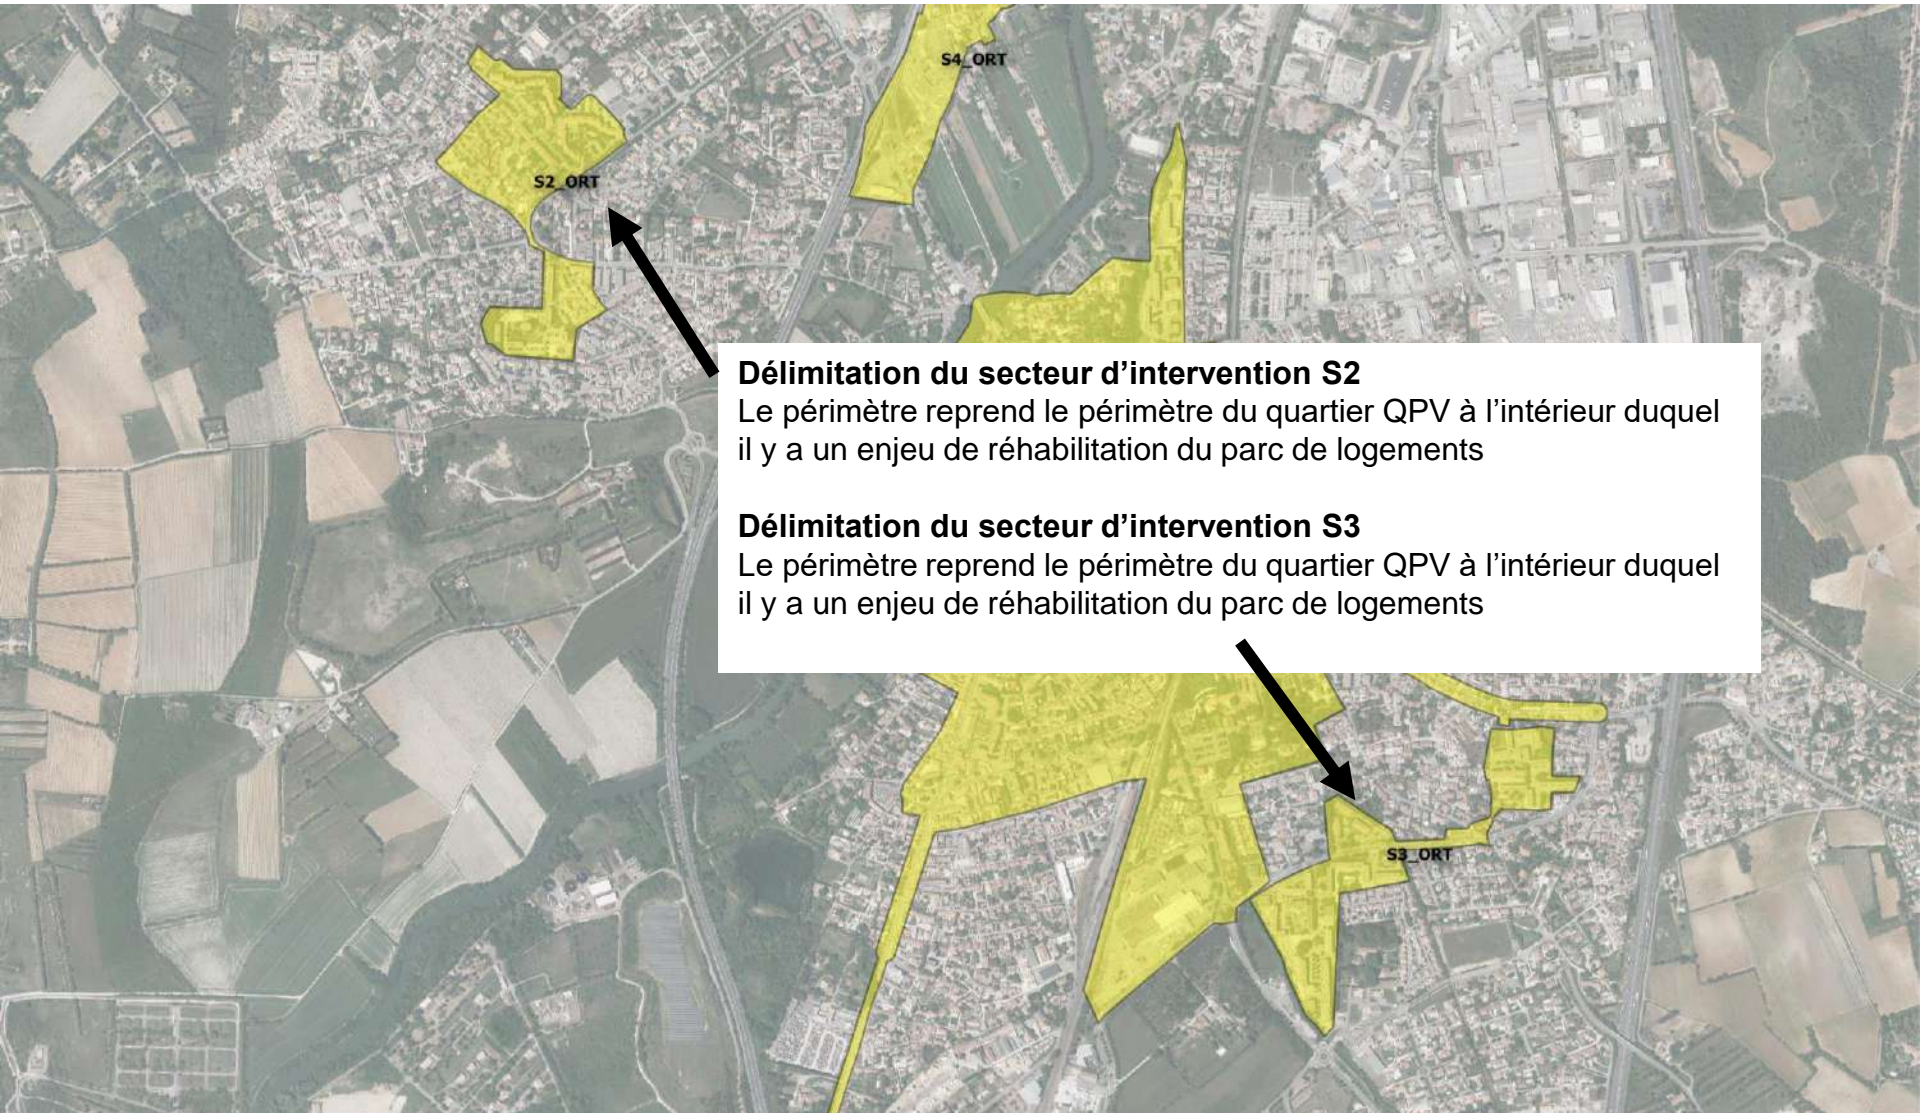 S4_ORT
S2_ORT
Délimitation du secteur d’intervention S2
Le périmètre reprend le périmètre du quartier QPV à l’intérieur duquel
il y a un enjeu de réhabilitation du parc de logements
Délimitation du secteur d’intervention S3
Le périmètre reprend le périmètre du quartier QPV à l’intérieur duquel
il y a un enjeu de réhabilitation du parc de logements
S3_ORT